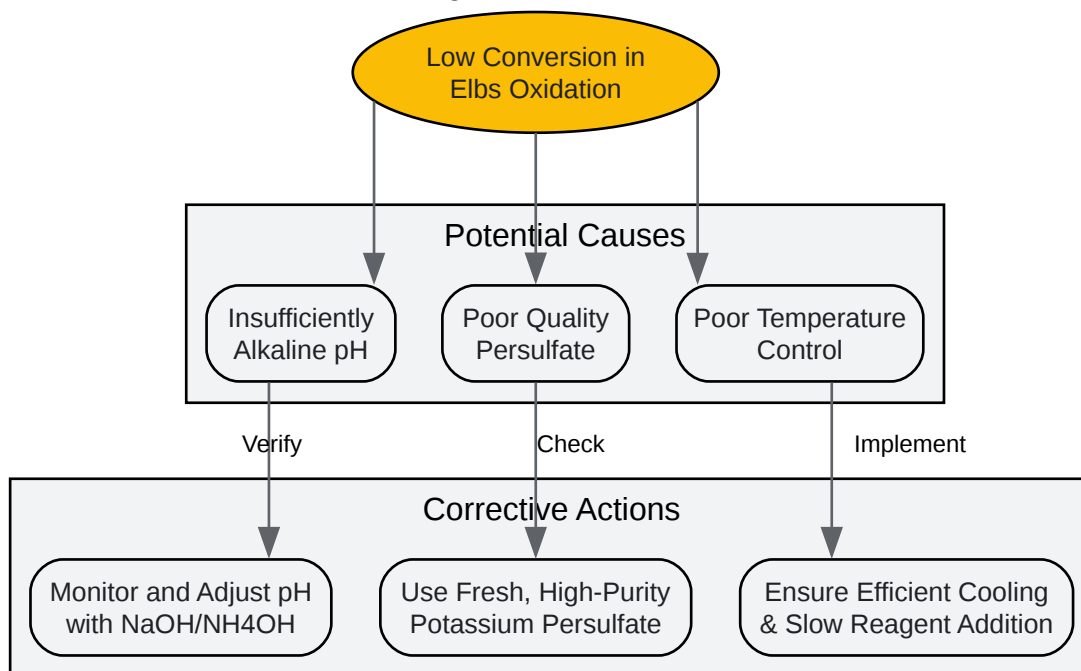 Low Conversion in
Elbs Oxidation
Potential Causes
Insufficiently
Alkaline pH
Poor Quality
Persulfate
Poor Temperature
Control
Verify
Check
Implement
Corrective Actions
Monitor and Adjust pH
with NaOH/NH4OH
Use Fresh, High-Purity
Potassium Persulfate
Ensure Efficient Cooling
& Slow Reagent Addition